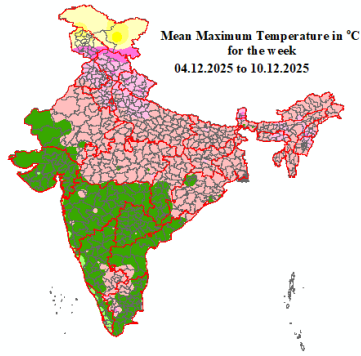 Mean Maximum Temperature in °C
for the week
04.12.2025 to 10.12.2025